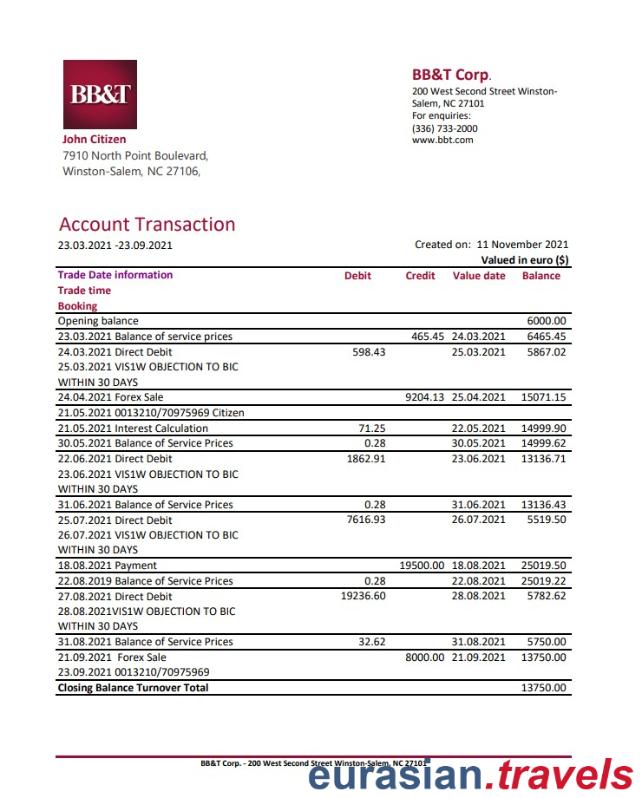 BB&T
BB&T Corp.
200 West Second Street Winston-
Salem, NC 27101
For enquiries:
(336) 733-2000
www.bbt.com
John Citizen
7910 North Point Boulevard,
Winston-Salem, NC 27106,
Account Transaction
23.03.2021 -23.09.2021
Created on: 11 November 2021
Valued in euro ($)
Trade Date information Debit Credit Value date Balance
Trade time
Booking
Opening balance 6000.00
23.03.2021 Balance of service prices 465.45 24.03.2021 6465.45
24.03.2021 Direct Debit 598.43 25.03.2021 5867.02
25.03.2021 VIS1W OBJECTION TO BIC
WITHIN 30 DAYS
24.04.2021 Forex Sale 9204.13 25.04.2021 15071.15
21.05.2021 0013210/70975969 Citizen
21.05.2021 Interest Calculation 71.25 22.05.2021 14999.90
30.05.2021 Balance of Service Prices 0.28 30.05.2021 14999.62
22.06.2021 Direct Debit 1862.91 23.06.2021 13136.71
23.06.2021 VIS1W OBJECTION TO BIC
WITHIN 30 DAYS
31.06.2021 Balance of Service Prices 0.28 31.06.2021 13136.43
25.07.2021 Direct Debit 7616.93 26.07.2021 5519.50
26.07.2021 VIS1W OBJECTION TO BIC
WITHIN 30 DAYS
18.08.2021 Payment 19500.00 18.08.2021 25019.50
22.08.2019 Balance of Service Prices 0.28 22.08.2021 25019.22
27.08.2021 Direct Debit 19236.60 28.08.2021 5782.62
28.08.2021VIS1W OBJECTION TO BIC
WITHIN 30 DAYS
31.08.2021 Balance of Service Prices 32.62 31.08.2021 5750.00
21.09.2021 Forex Sale 8000.00 21.09.2021 13750.00
23.09.2021 0013210/70975969
Closing Balance Turnover Total 13750.00
BB&T Corp. - 200 West Second Street Winston-Salem, NC 27101
eurasian.travels